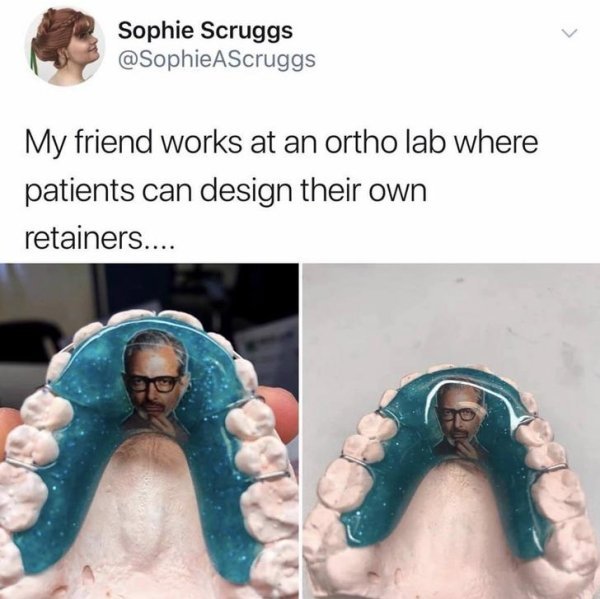 Sophie Scruggs
@SophieAScruggs
My friend works at an ortho lab where
patients can design their own
retainers....